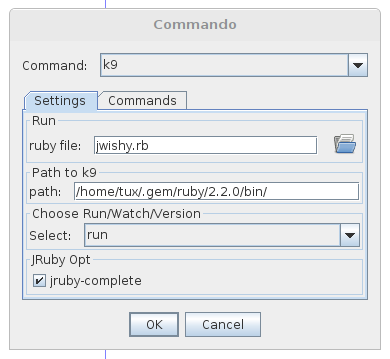 Commando
Command: k9
Settings Commands
Run
ruby file: jwishy.rb
Path to k9
path: /home/tux/.gem/ruby/2.2.0/bin/
Choose Run/Watch/Version
Select: run
JRuby Opt
jruby-complete
OK Cancel